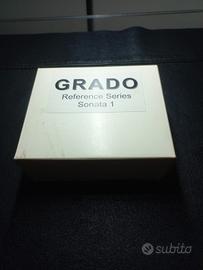 GRADO
Reference Series
Sonata 1
subito